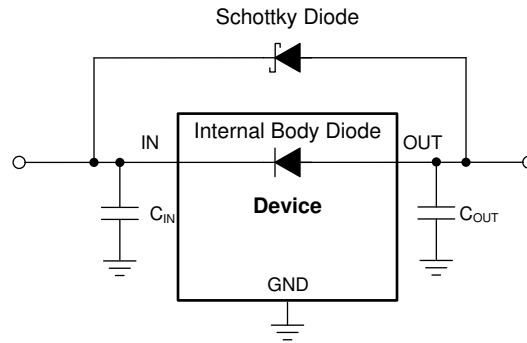 Schottky Diode
Internal Body Diode
IN
OUT
Device
CIN
COUT
GND